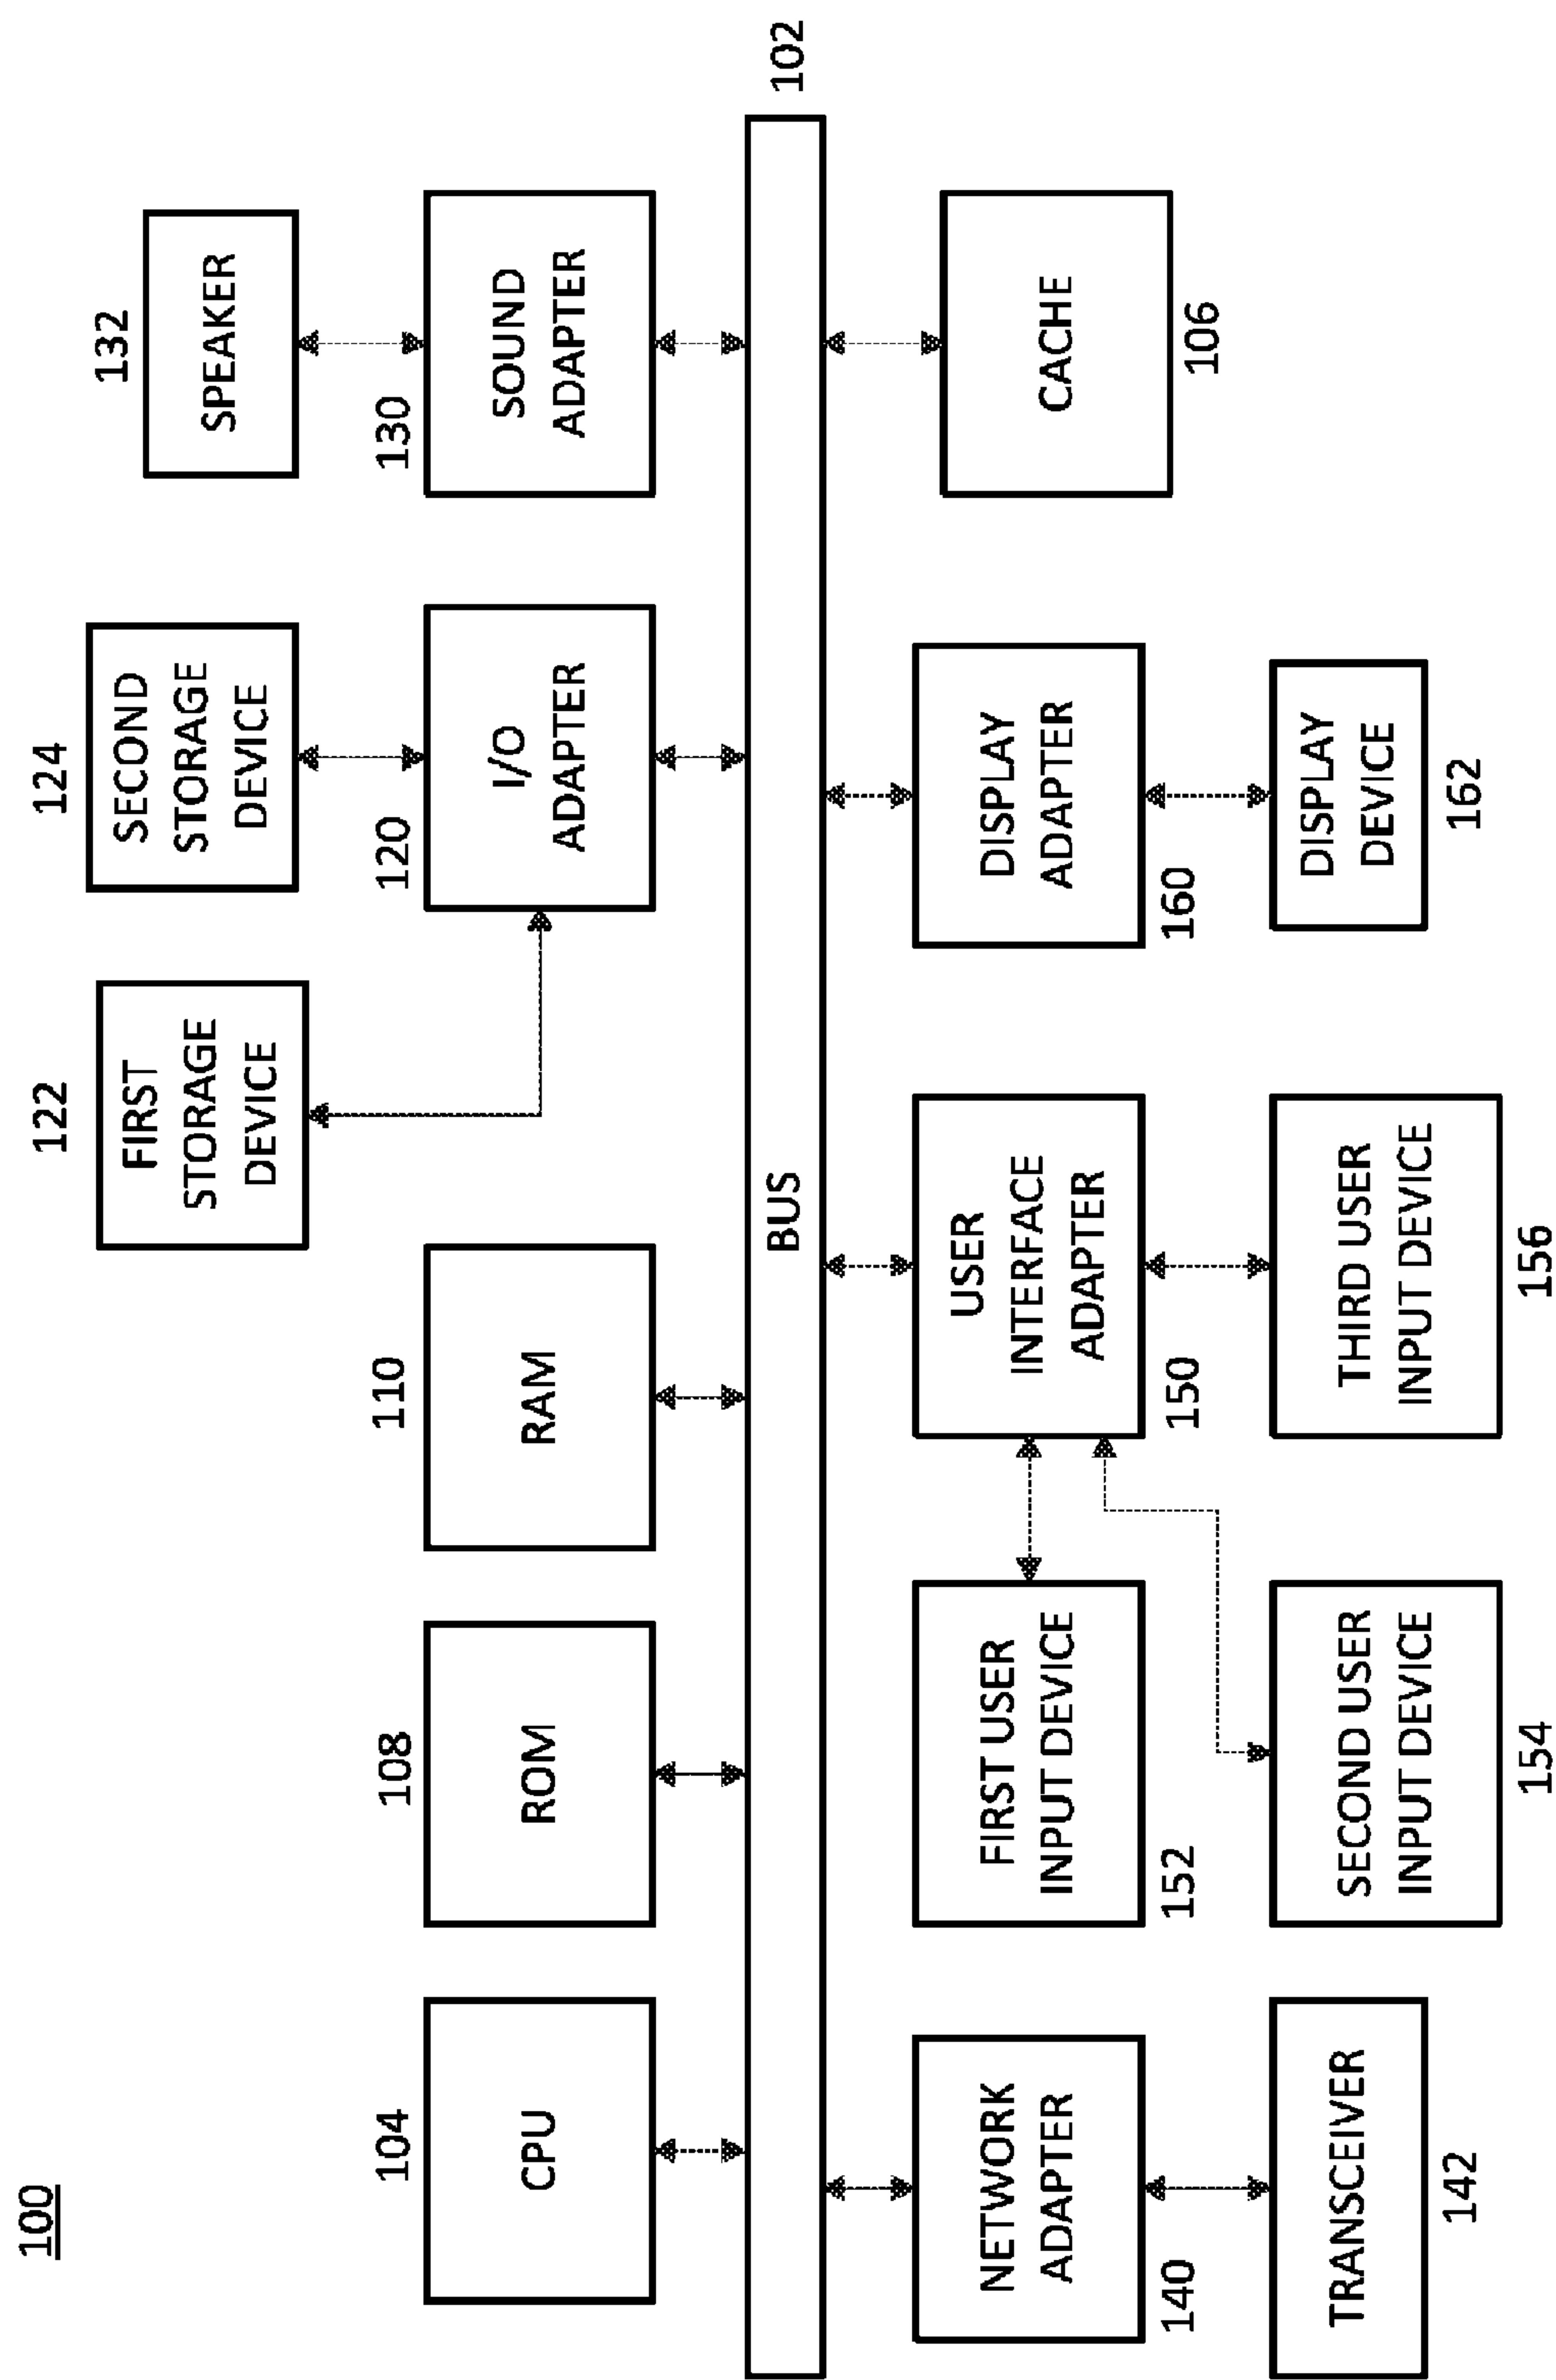 100
104
CPU
108
ROM
110
RAM
122
FIRST
STORAGE
DEVICE
124
SECOND
STORAGE
DEVICE
120
I/O
ADAPTER
132
SPEAKER
130
SOUND
ADAPTER
BUS
102
NETWORK
ADAPTER
140
TRANSCEIVER
142
FIRST USER
INPUT DEVICE
152
SECOND USER
INPUT DEVICE
154
USER
INTERFACE
ADAPTER
150
THIRD USER
INPUT DEVICE
156
DISPLAY
ADAPTER
160
DISPLAY
DEVICE
162
CACHE
106